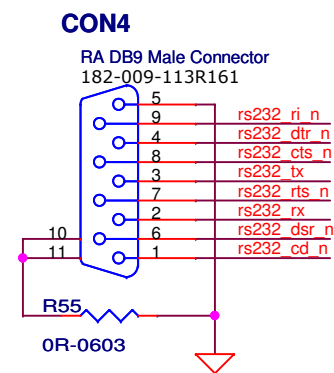 CON4
RA DB9 Male Connector
182-009-113R161
5
9 rs232_ri_n
4 rs232_dtr_n
8 rs232_cts_n
3 rs232_tx
7 rs232_rts_n
2 rs232_rx
10 6 rs232_dsr_n
11 1 rs232_cd_n
R55
0R-0603